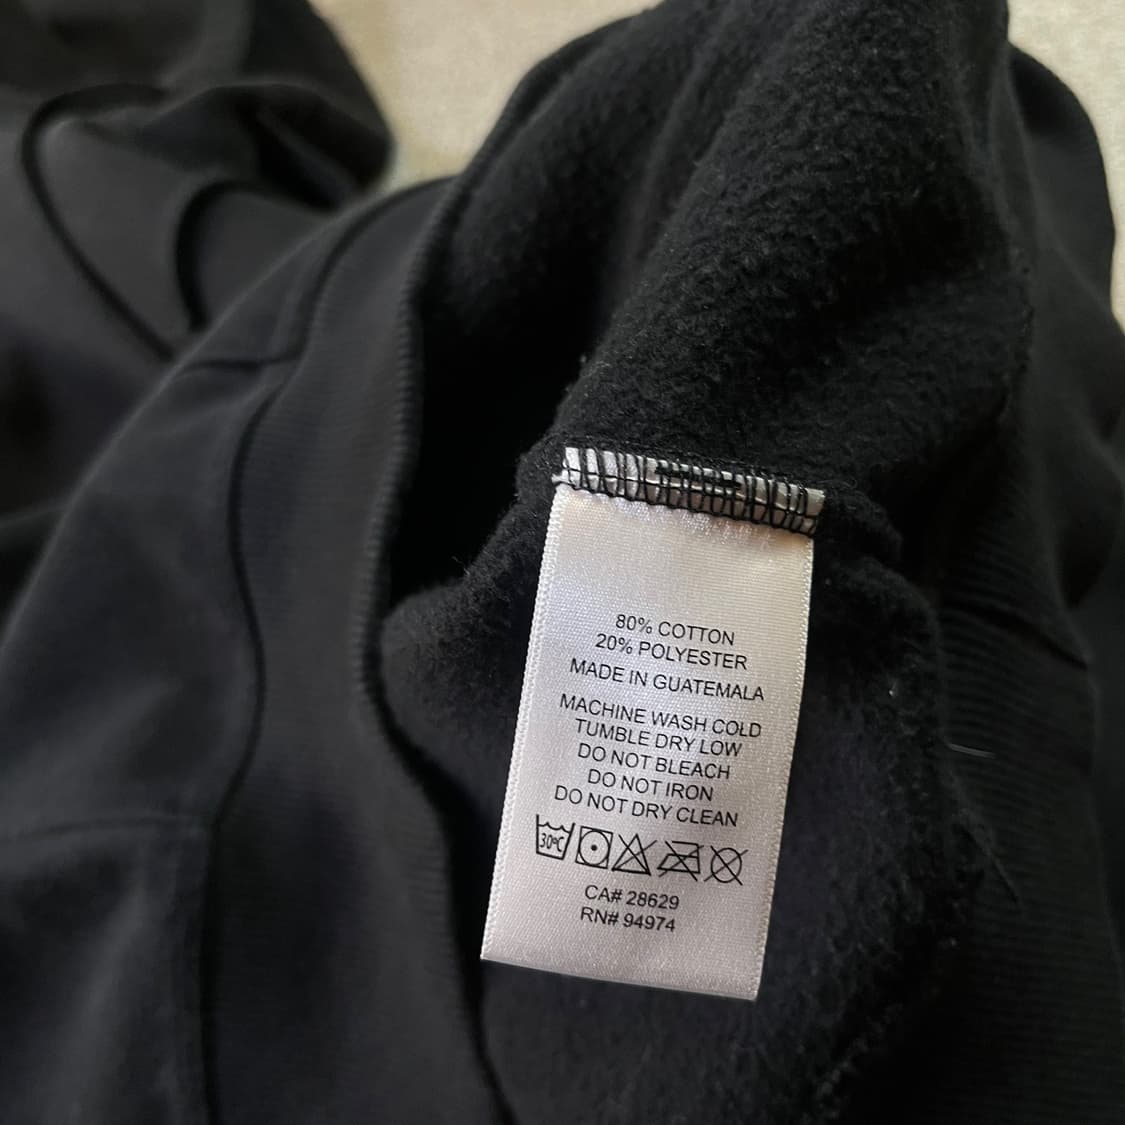 80% COTTON
20% POLYESTER
MADE IN GUATEMALA
MACHINE WASH COLD
TUMBLE DRY LOW
DO NOT BLEACH
DO NOT IRON
DO NOT DRY CLEAN
30°C
CA# 28629
RN# 94974